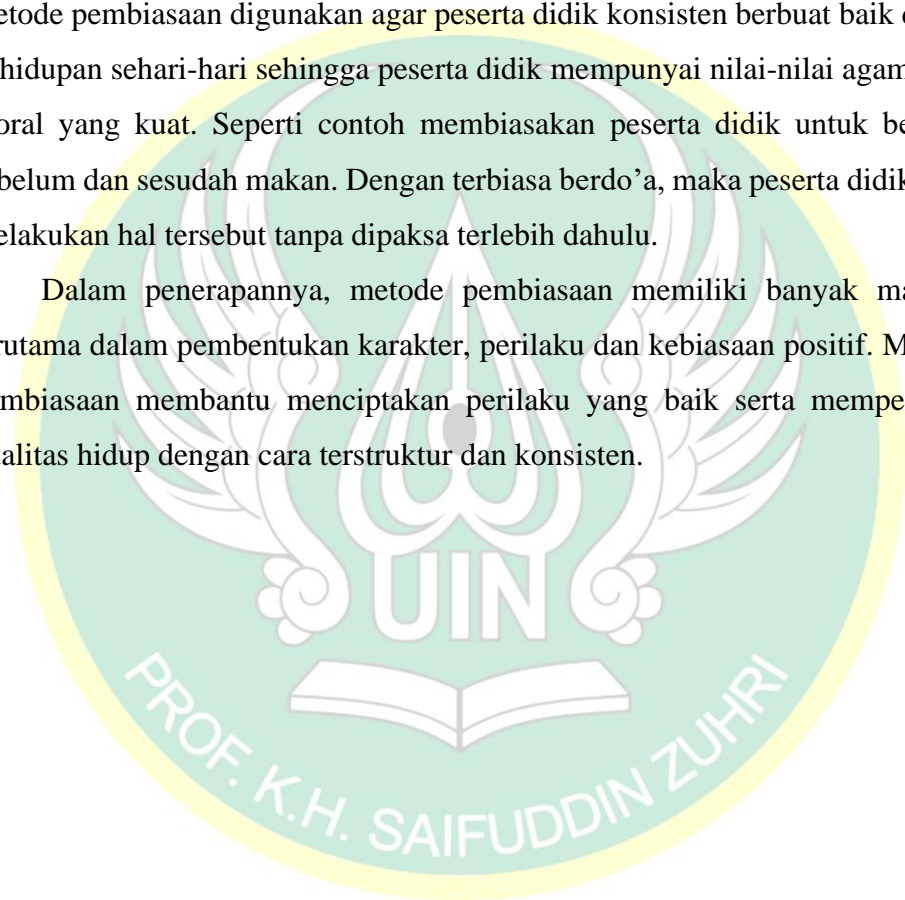 etode pembiasaan digunakan agar peserta didik konsisten berbuat baik
hidupan sehari-hari sehingga peserta didik mempunyai nilai-nilai agam
oral yang kuat. Seperti contoh membiasakan peserta didik untuk be
belum dan sesudah makan. Dengan terbiasa berdo’a, maka peserta didik
elakukan hal tersebut tanpa dipaksa terlebih dahulu.
Dalam penerapannya, metode pembiasaan memiliki banyak ma
rutama dalam pembentukan karakter, perilaku dan kebiasaan positif. M
mbiasaan membantu menciptakan perilaku yang baik serta mempe
alitas hidup dengan cara terstruktur dan konsisten.
UIN
PROF. K.H. SAIFUDDIN ZUHRI